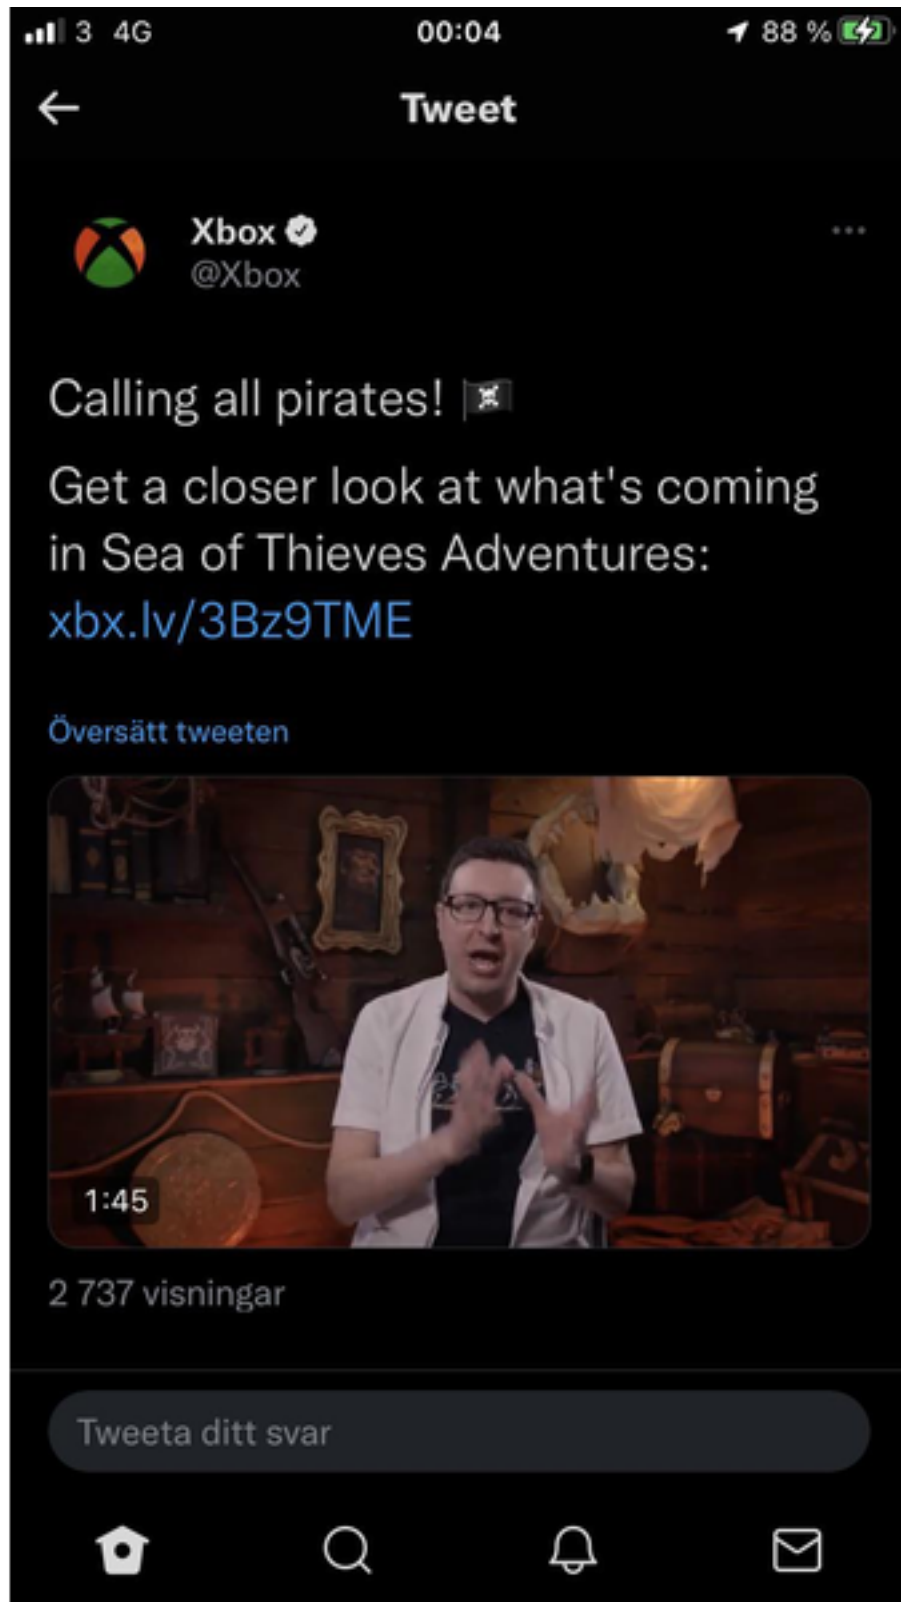 3 4G 00:04 88 %
Tweet
Xbox
@Xbox
Calling all pirates! 🏴‍☠️
Get a closer look at what's coming
in Sea of Thieves Adventures:
xbx.lv/3Bz9TME
Översätt tweeten
1:45
2 737 visningar
Tweeta ditt svar